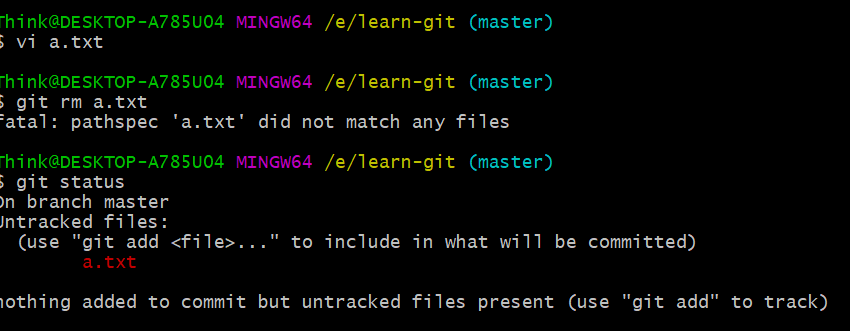 Think@DESKTOP-A785UO4 MINGW64 /e/learn-git (master)
$ vi a.txt
Think@DESKTOP-A785UO4 MINGW64 /e/learn-git (master)
$ git rm a.txt
fatal: pathspec 'a.txt' did not match any files
Think@DESKTOP-A785UO4 MINGW64 /e/learn-git (master)
$ git status
On branch master
Untracked files:
  (use "git add <file>..." to include in what will be committed)
        a.txt
nothing added to commit but untracked files present (use "git add" to track)